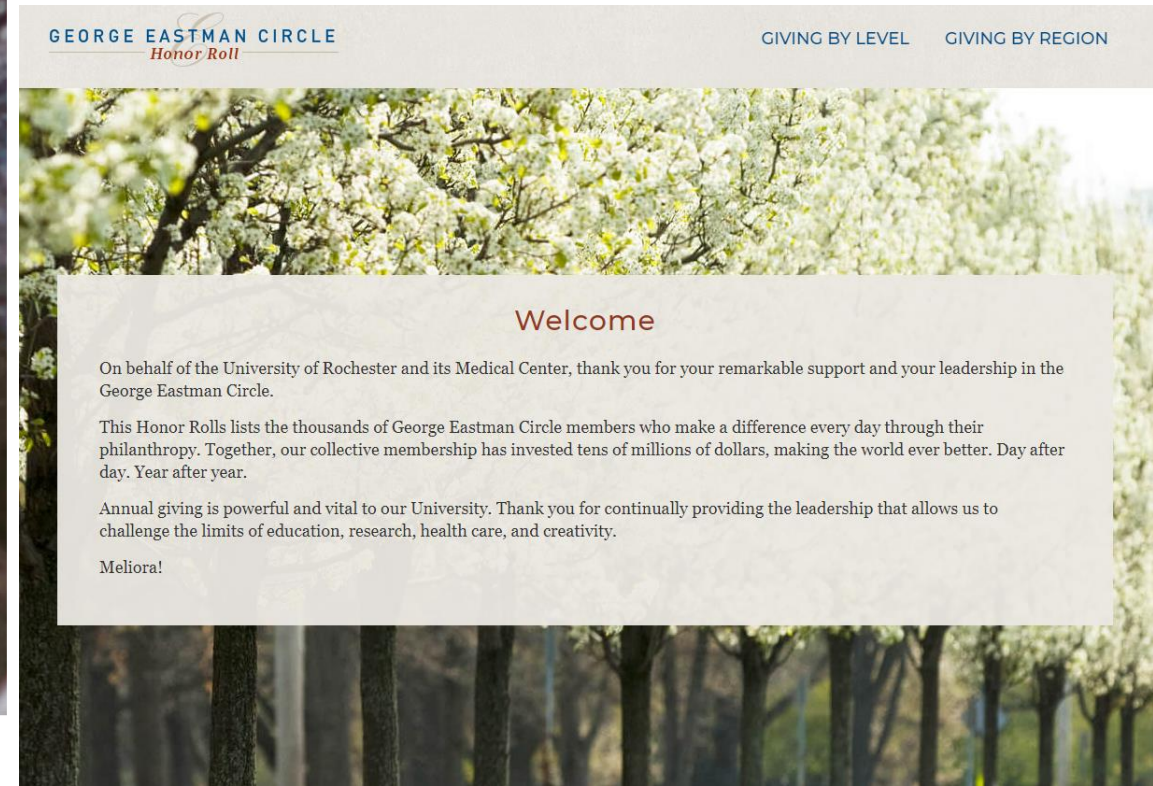 GEORGE EASTMAN CIRCLE
Honor Roll
GIVING BY LEVEL GIVING BY REGION
Welcome
On behalf of the University of Rochester and its Medical Center, thank you for your remarkable support and your leadership in the
George Eastman Circle.
This Honor Rolls lists the thousands of George Eastman Circle members who make a difference every day through their
philanthropy. Together, our collective membership has invested tens of millions of dollars, making the world ever better. Day after
day. Year after year.
Annual giving is powerful and vital to our University. Thank you for continually providing the leadership that allows us to
challenge the limits of education, research, health care, and creativity.
Meliora!